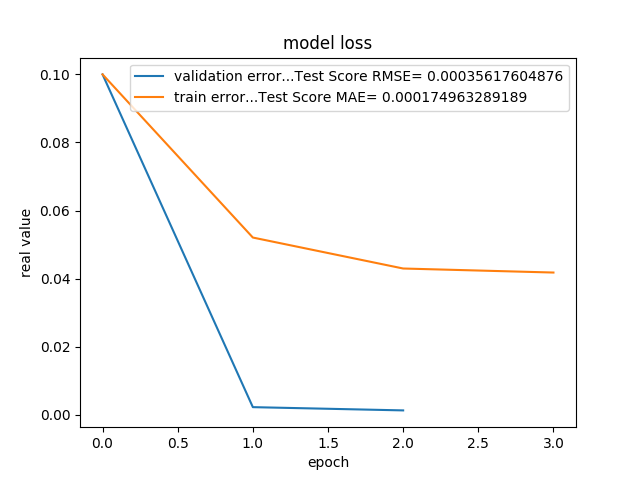 model loss
validation error...Test Score RMSE= 0.00035617604876
train error...Test Score MAE= 0.000174963289189
0.10
0.08
0.06
0.04
0.02
0.00
real value
0.0 0.5 1.0 1.5 2.0 2.5 3.0
epoch